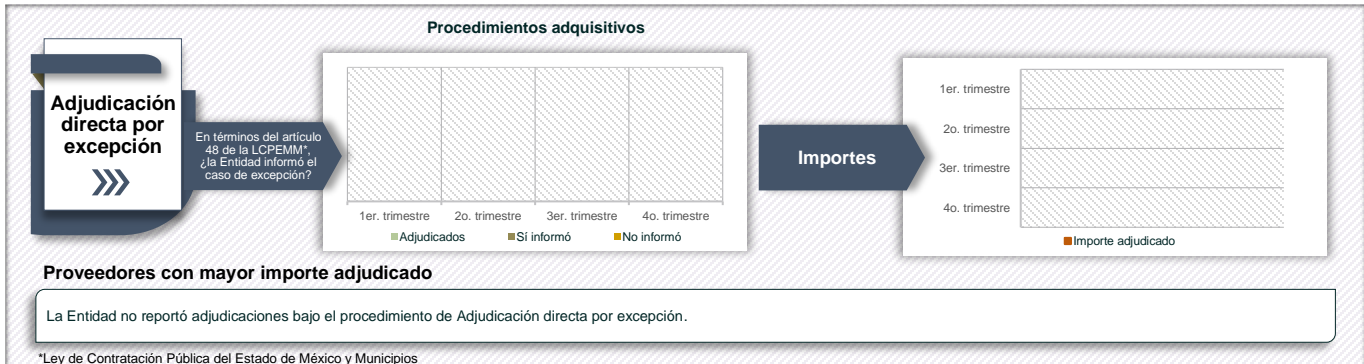 Procedimientos adquisitivos
Adjudicación
directa por
excepción
En términos del artículo
48 de la LCPEMM*,
¿la Entidad informó el
caso de excepción?
1er. trimestre
2o. trimestre
3er. trimestre
4o. trimestre
Adjudicados
Sí informó
No informó
Importes
1er. trimestre
2o. trimestre
3er. trimestre
4o. trimestre
Importe adjudicado
Proveedores con mayor importe adjudicado
La Entidad no reportó adjudicaciones bajo el procedimiento de Adjudicación directa por excepción.
*Ley de Contratación Pública del Estado de México y Municipios